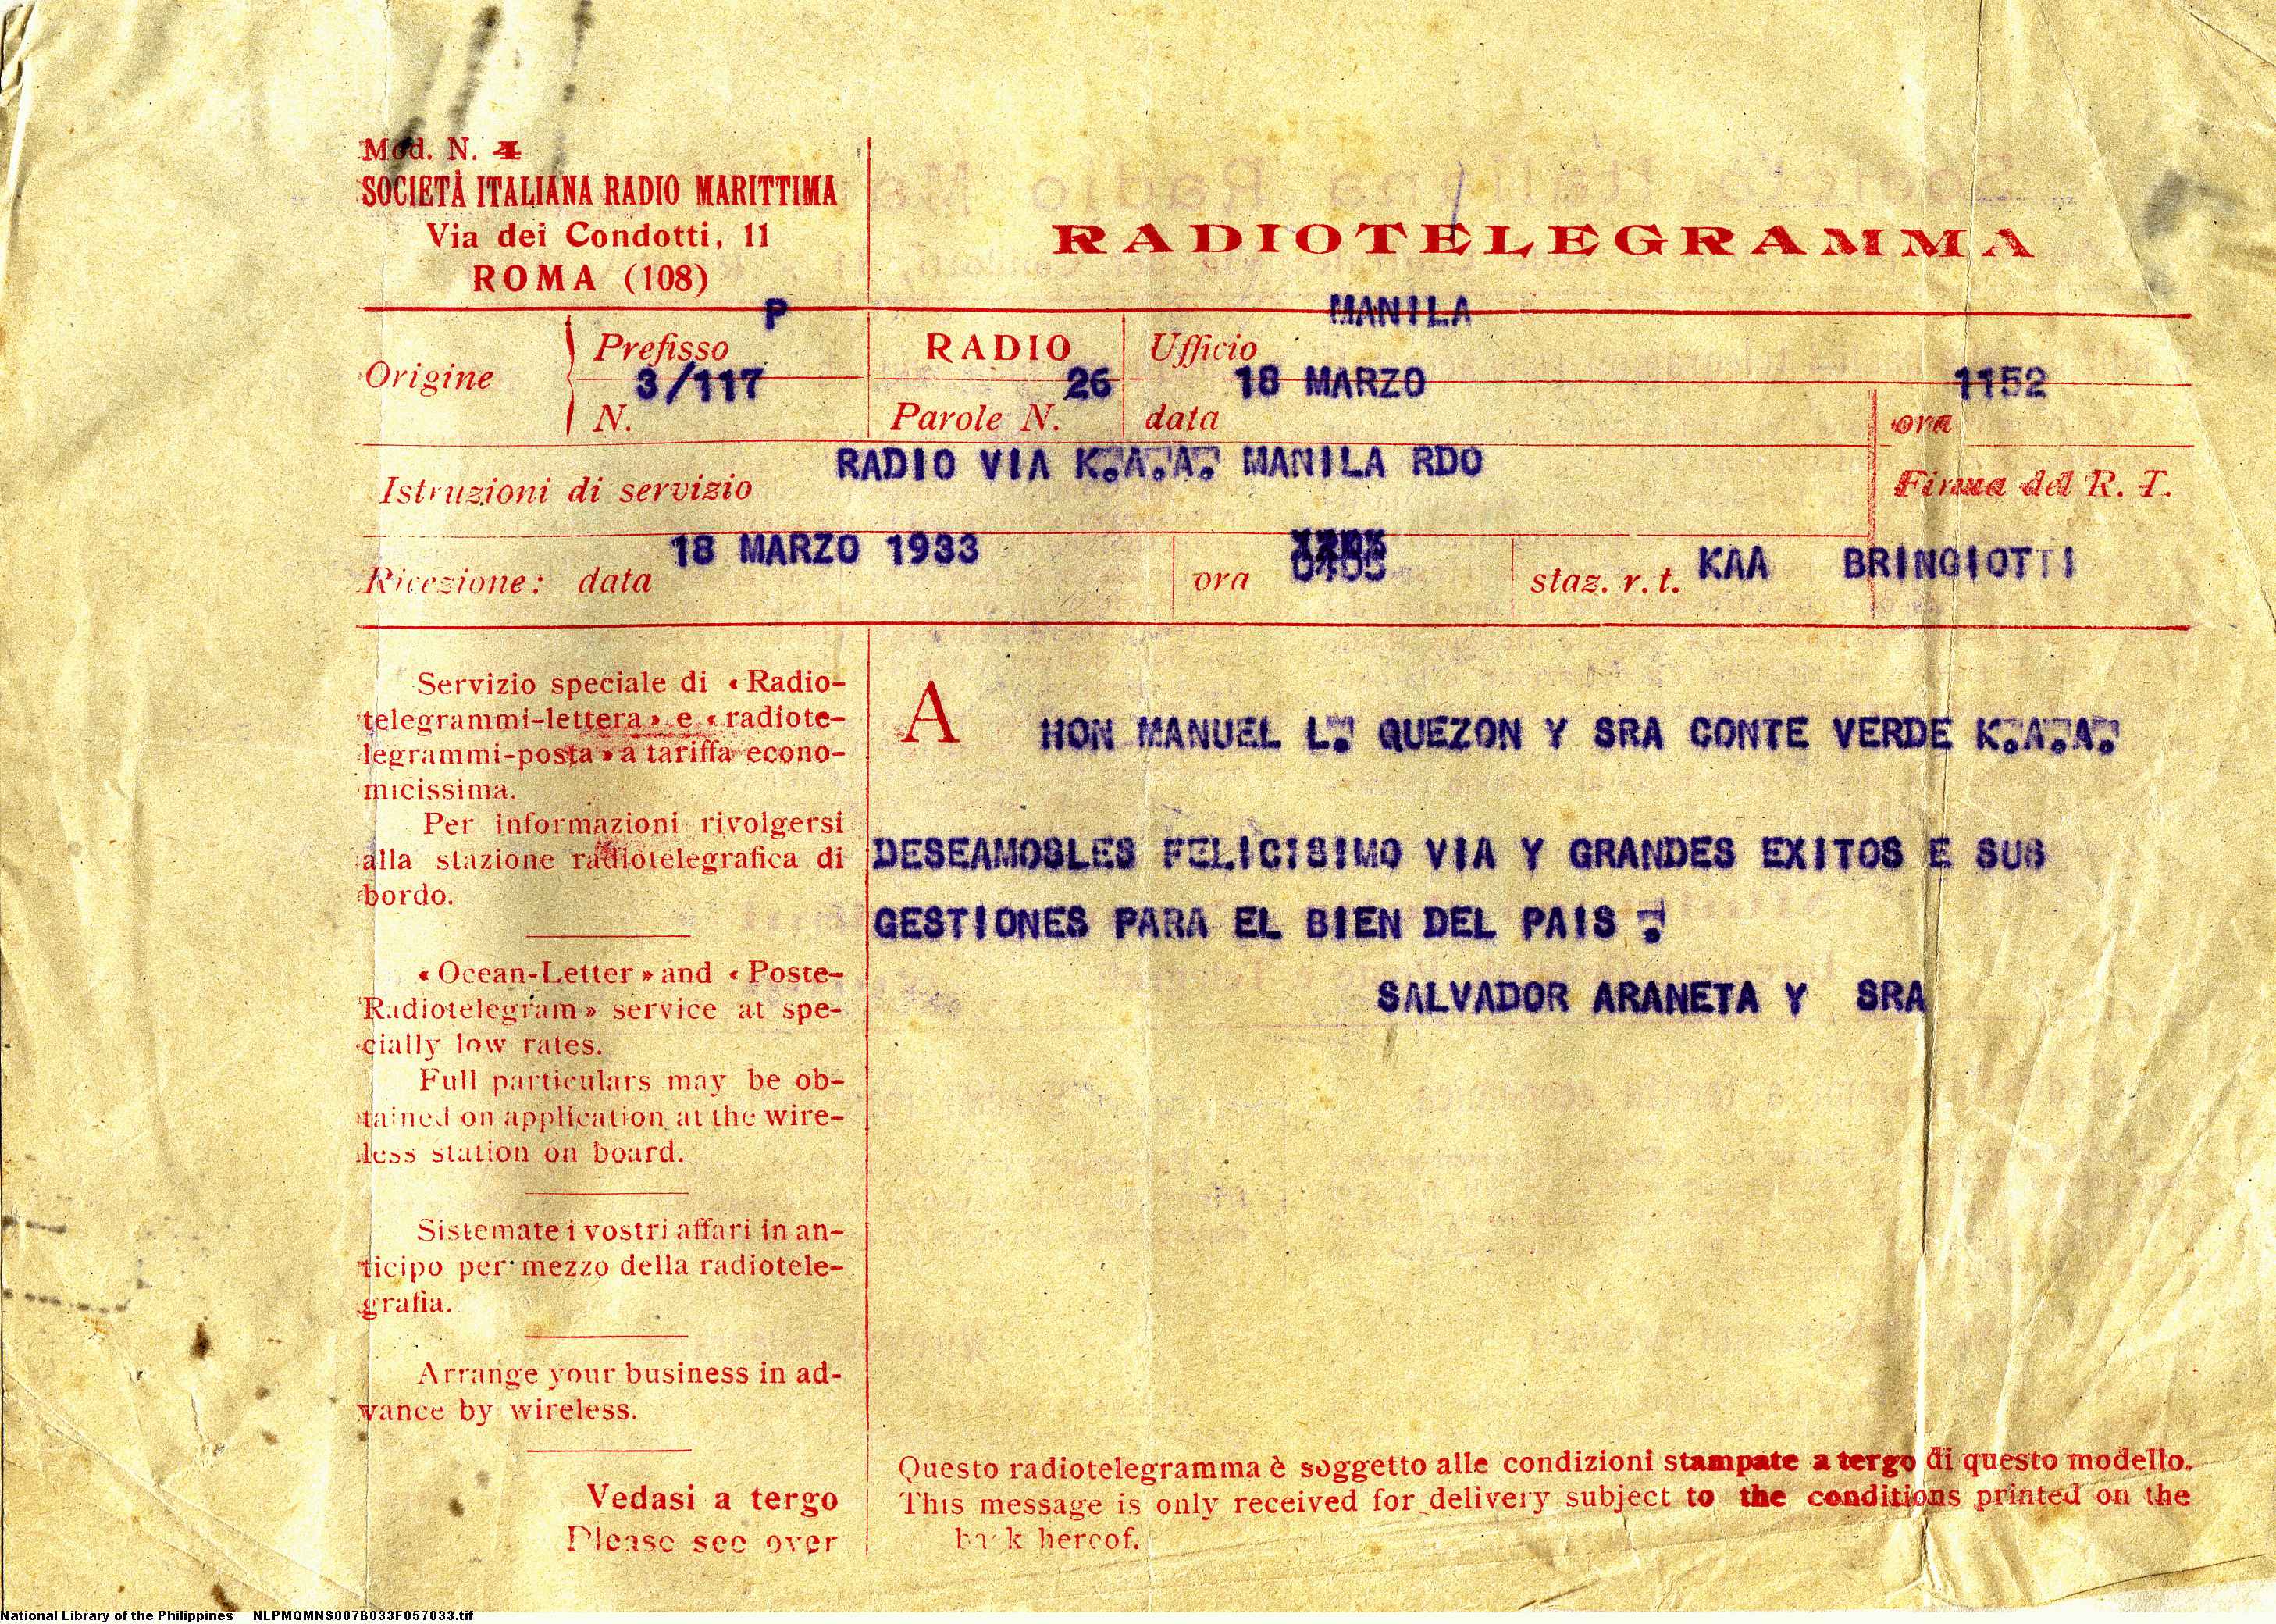 Mod. N. 4
SOCIETÀ ITALIANA RADIO MARITTIMA
Via dei Condotti, 11
ROMA (108)
RADIOTELEGRAMMA
P
MANILA
Origine
Prefisso
RADIO
Ufficio
3/117
26
18 MARZO
1152
N.
Parole N.
data
ora
RADIO VIA K.A.A. MANILA RDO
Istruzioni di servizio
Firma del R. T.
18 MARZO 1933
KAA BRINGIOTTI
Ricezione: data
ora
staz. r. t.
Servizio speciale di « Radio-
telegrammi-lettera » e « radiote-
legrammi-posta » a tariffa econo-
micissima.
Per informazioni rivolgersi
alla stazione radiotelegrafica di
bordo.
« Ocean-Letter » and « Poste-
Radiotelegram » service at spe-
cially low rates.
Full particulars may be ob-
tained on application at the wire-
less station on board.
Sistemate i vostri affari in an-
ticipo per mezzo della radiotele-
grafia.
Arrange your business in ad-
vance by wireless.
Vedasi a tergo
Please see over
A HON MANUEL L. QUEZON Y SRA CONTE VERDE K.A.A.
DESEAMOSLES FELICISIMO VIA Y GRANDES EXITOS E SUS
GESTIONES PARA EL BIEN DEL PAIS .
SALVADOR ARANETA Y SRA
Questo radiotelegramma è soggetto alle condizioni stampate a tergo di questo modello.
This message is only received for delivery subject to the conditions printed on the
back hereof.
National Library of the Philippines NLPMQMNS007B033F057033.tif